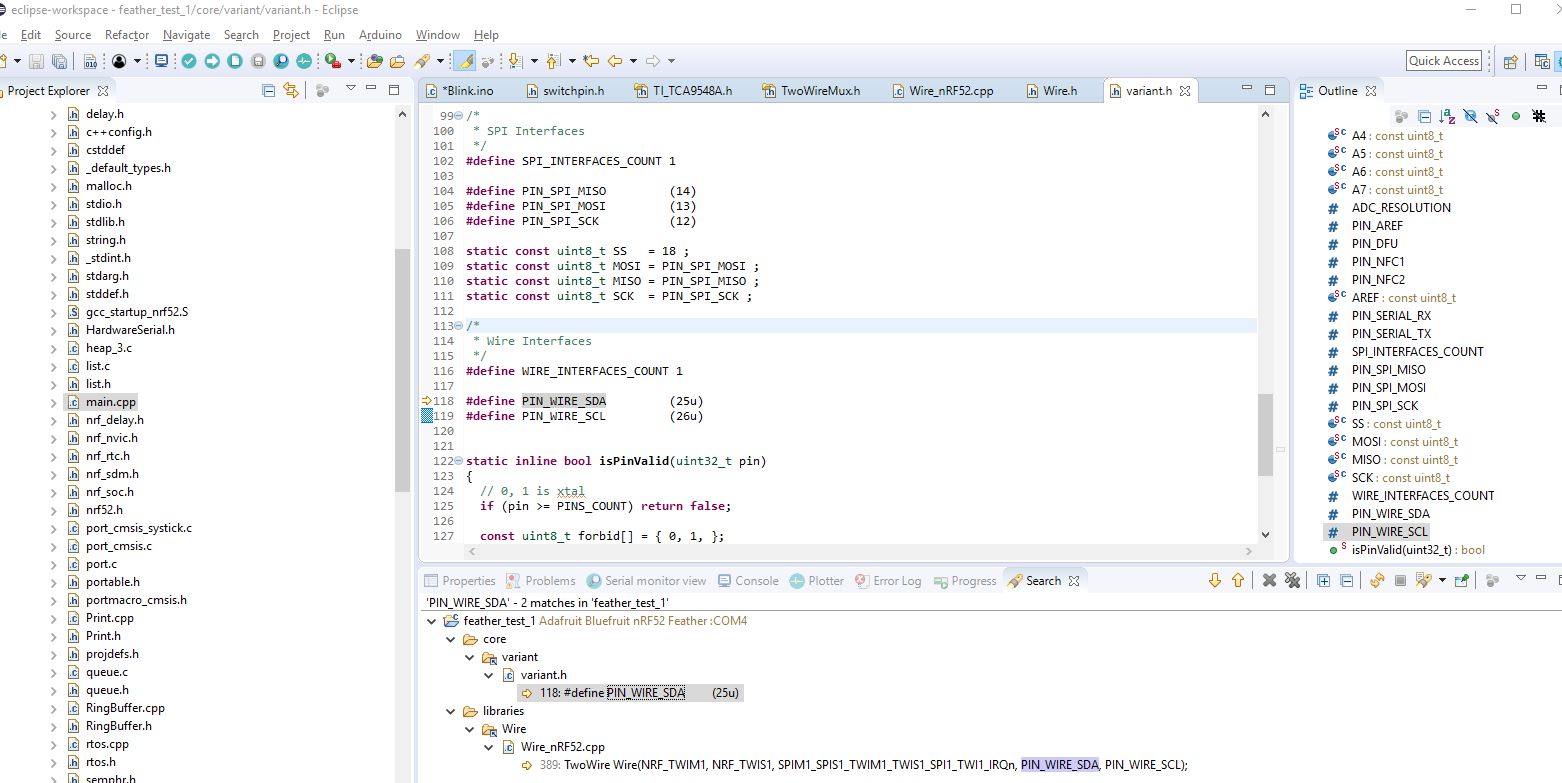 eclipse-workspace - feather_test_1/core/variant/variant.h - Eclipse
Edit Source Refactor Navigate Search Project Run Arduino Window Help
Quick Access
Project Explorer
delay.h
c++config.h
cstddef
_default_types.h
malloc.h
stdio.h
stdlib.h
string.h
_stdint.h
stdarg.h
stddef.h
gcc_startup_nrf52.S
HardwareSerial.h
heap_3.c
list.c
list.h
main.cpp
nrf_delay.h
nrf_nvic.h
nrf_rtc.h
nrf_sdm.h
nrf_soc.h
nrf52.h
port_cmsis_systick.c
port_cmsis.c
port.c
portable.h
portmacro_cmsis.h
Print.cpp
Print.h
projdefs.h
queue.c
queue.h
RingBuffer.cpp
RingBuffer.h
rtos.cpp
rtos.h
semphr.h
*Blink.ino switchpin.h TI_TCA9548A.h TwoWireMux.h Wire_nRF52.cpp Wire.h variant.h
99 /*
100 * SPI Interfaces
101 */
102 #define SPI_INTERFACES_COUNT 1
103
104 #define PIN_SPI_MISO (14)
105 #define PIN_SPI_MOSI (13)
106 #define PIN_SPI_SCK (12)
107
108 static const uint8_t SS = 18 ;
109 static const uint8_t MOSI = PIN_SPI_MOSI ;
110 static const uint8_t MISO = PIN_SPI_MISO ;
111 static const uint8_t SCK = PIN_SPI_SCK ;
112
113 /*
114 * Wire Interfaces
115 */
116 #define WIRE_INTERFACES_COUNT 1
117
118 #define PIN_WIRE_SDA (25u)
119 #define PIN_WIRE_SCL (26u)
120
121
122 static inline bool isPinValid(uint32_t pin)
123 {
124 // 0, 1 is xtal
125 if (pin >= PINS_COUNT) return false;
126
127 const uint8_t forbid[] = { 0, 1, };
Outline
A4 : const uint8_t
A5 : const uint8_t
A6 : const uint8_t
A7 : const uint8_t
ADC_RESOLUTION
PIN_AREF
PIN_DFU
PIN_NFC1
PIN_NFC2
AREF : const uint8_t
PIN_SERIAL_RX
PIN_SERIAL_TX
SPI_INTERFACES_COUNT
PIN_SPI_MISO
PIN_SPI_MOSI
PIN_SPI_SCK
SS : const uint8_t
MOSI : const uint8_t
MISO : const uint8_t
SCK : const uint8_t
WIRE_INTERFACES_COUNT
PIN_WIRE_SDA
PIN_WIRE_SCL
isPinValid(uint32_t) : bool
Properties Problems Serial monitor view Console Plotter Error Log Progress Search
'PIN_WIRE_SDA' - 2 matches in 'feather_test_1'
feather_test_1 Adafruit Bluefruit nRF52 Feather :COM4
core
variant
variant.h
118: #define PIN_WIRE_SDA (25u)
libraries
Wire
Wire_nRF52.cpp
389: TwoWire Wire(NRF_TWIM1, NRF_TWIS1, SPIM1_SPIS1_TWIM1_TWIS1_SPI1_TWI1_IRQn, PIN_WIRE_SDA, PIN_WIRE_SCL);